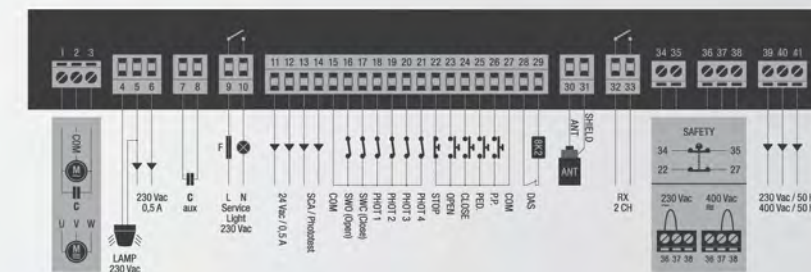 1 2 3
4 5 6
7 8
9 10
11 12 13 14 15 16 17 18 19 20 21 22 23 24 25 26 27 28 29
30 31
32 33
34 35
36 37 38
39 40 41
COM
M
C
U V W
M
LAMP
230 Vac
230 Vac
0,5 A
C
aux
F
L N
Service
Light
230 Vac
24 Vac / 0,5 A
SCA / Phototest
COM
SWO (Open)
SWC (Close)
PHOT 1
PHOT 2
PHOT 3
PHOT 4
STOP
OPEN
CLOSE
PED.
P.P.
COM
DAS
8K2
ANT
SHIELD
ANT
RX
2 CH
SAFETY
34 35
22 27
230 Vac
400 Vac
36 37 38
36 37 38
230 Vac / 50
400 Vac / 50